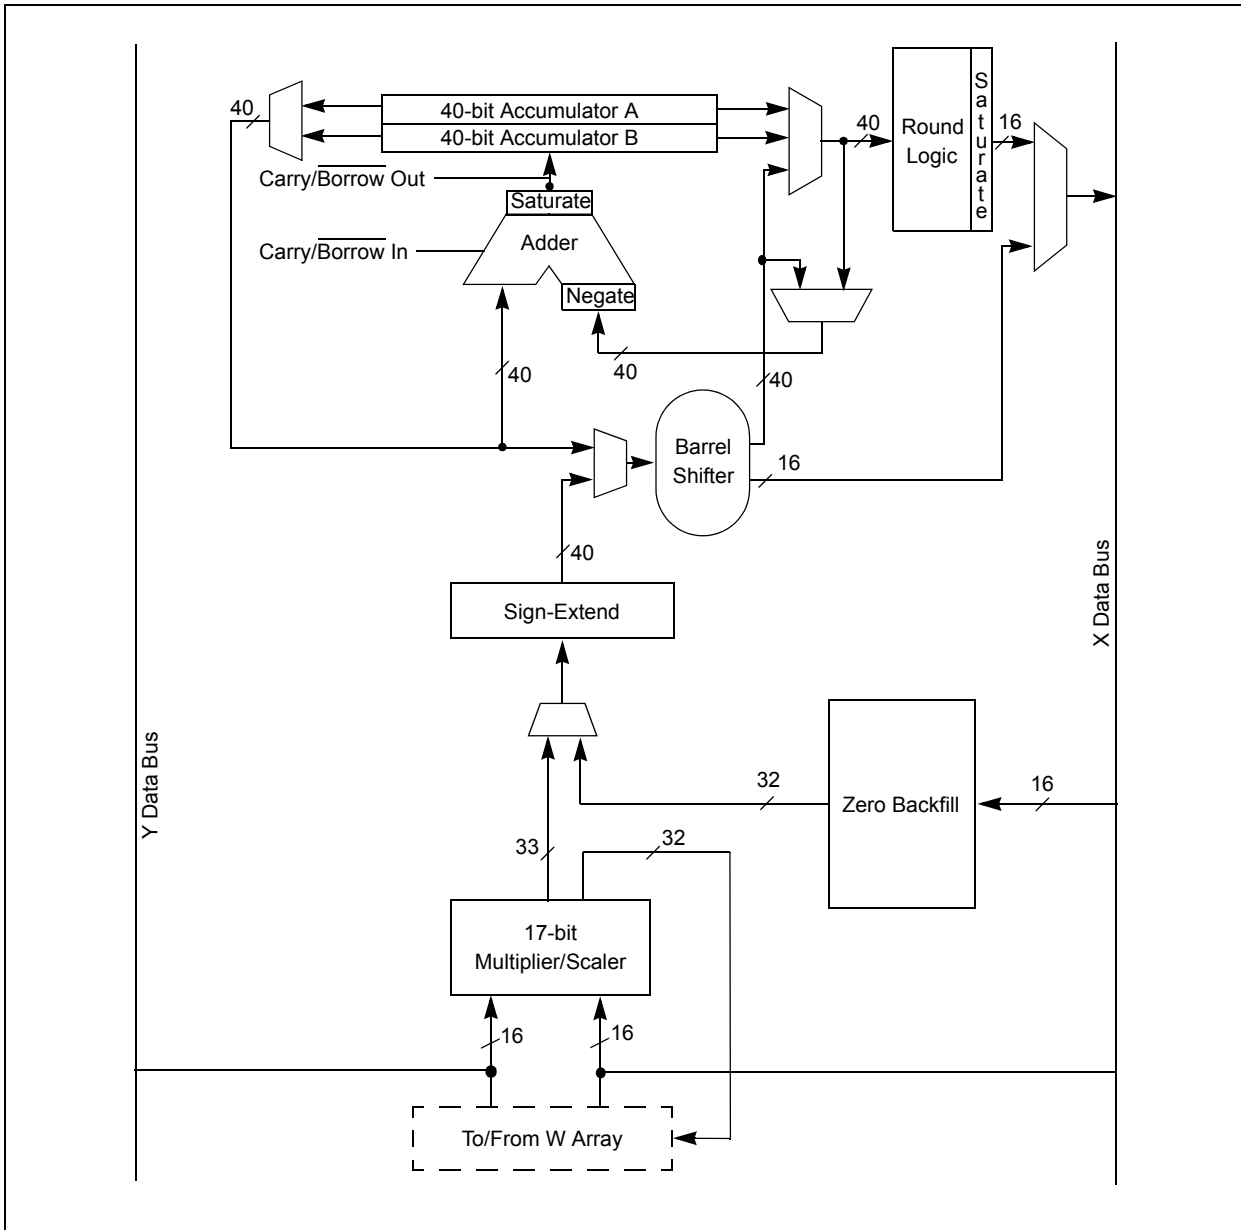 40
40-bit Accumulator A
40-bit Accumulator B
Carry/Borrow Out
Saturate
Carry/Borrow In
Adder
Negate
40
Round
Logic
Saturate
16
40
40
40
Barrel
Shifter
16
40
Sign-Extend
X Data Bus
Y Data Bus
32
Zero Backfill
16
33
32
17-bit
Multiplier/Scaler
16
16
To/From W Array